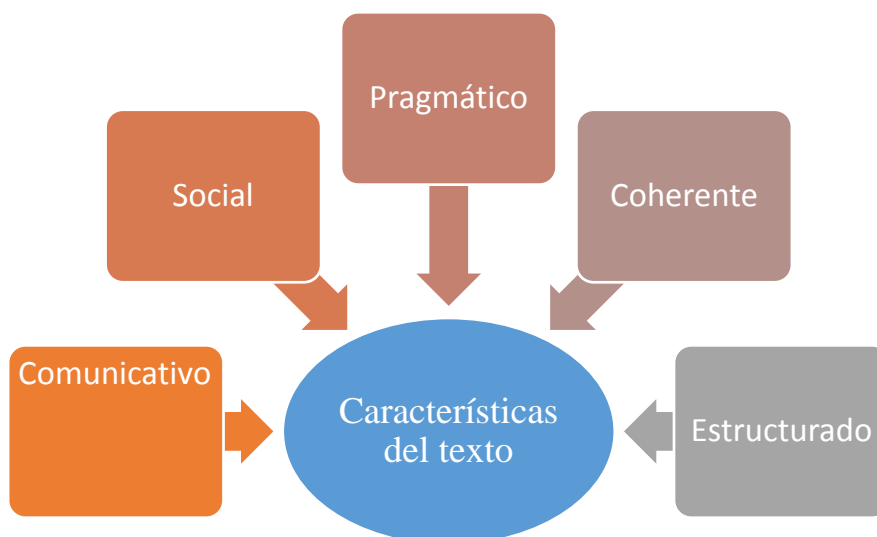 Pragmático
Social
Coherente
Comunicativo
Características
del texto
Estructurado